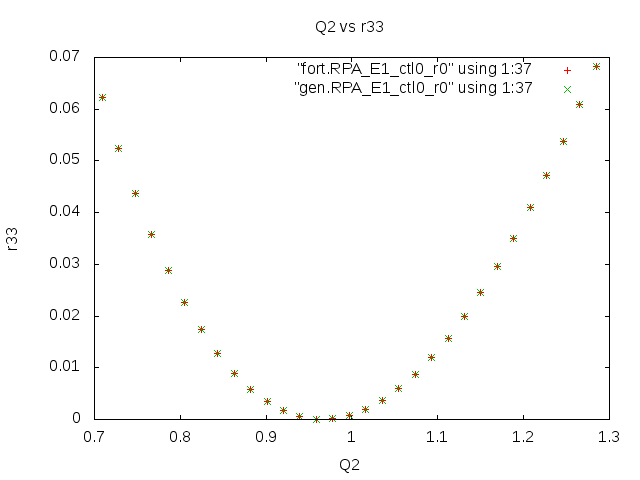 Q2 vs r33
"fort.RPA_E1_ctl0_r0" using 1:37
"gen.RPA_E1_ctl0_r0" using 1:37
0.07
0.06
0.05
0.04
0.03
0.02
0.01
0
r33
0.7 0.8 0.9 1 1.1 1.2 1.3
Q2